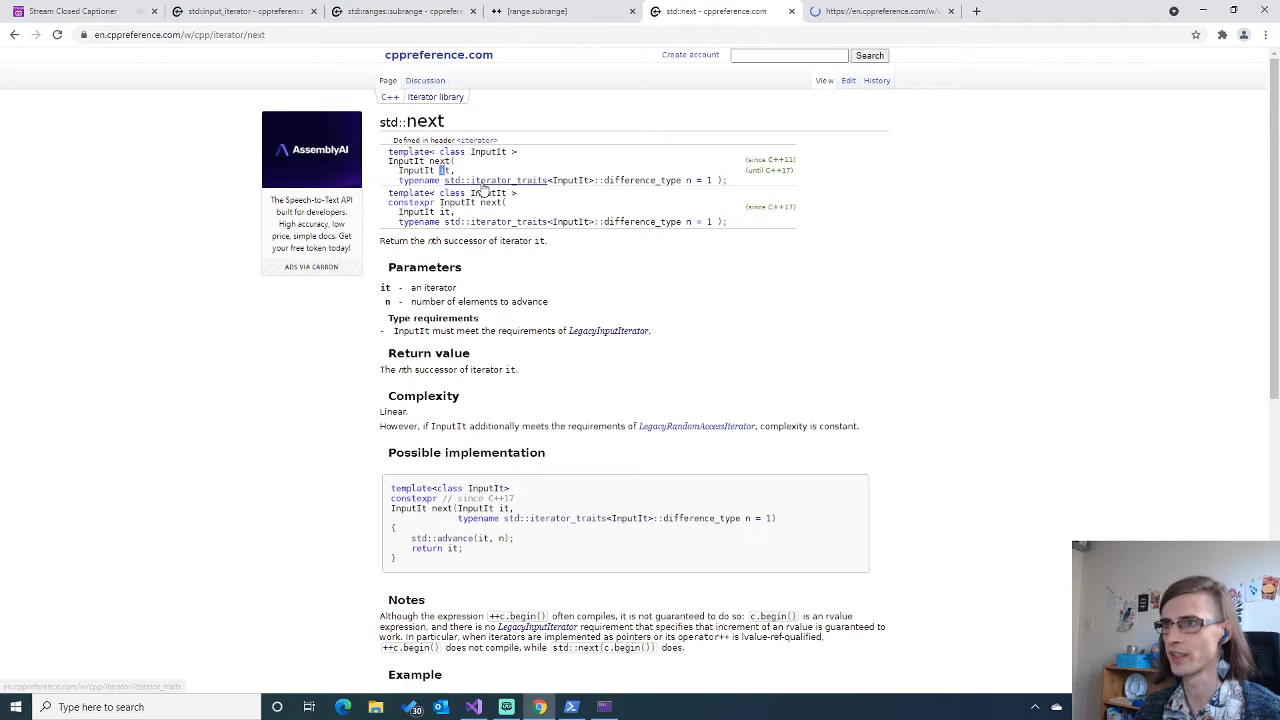 Stream Closed Captioner
std:input_iterator - cppreference
std::ranges::subrange - cppreference
[range.subrange]
std::next - cppreference.com
https://en.cppreference.com/w/c
en.cppreference.com/w/cpp/iterator/next
cppreference.com
Create account
Search
Page
Discussion
View
Edit
History
C++
Iterator library
std::next
Defined in header <iterator>
template< class InputIt >
InputIt next(
InputIt it,
typename std::iterator_traits<InputIt>::difference_type n = 1 );
(since C++11)
(until C++17)
template< class InputIt >
constexpr InputIt next(
InputIt it,
typename std::iterator_traits<InputIt>::difference_type n = 1 );
(since C++17)
AssemblyAI
The Speech-to-Text API
built for developers.
High accuracy, low
price, simple docs. Get
your free token today!
ADS VIA CARBON
Return the nth successor of iterator it.
Parameters
it - an iterator
n - number of elements to advance
Type requirements
- InputIt must meet the requirements of LegacyInputIterator.
Return value
The nth successor of iterator it.
Complexity
Linear.
However, if InputIt additionally meets the requirements of LegacyRandomAccessIterator, complexity is constant.
Possible implementation
template<class InputIt>
constexpr // since C++17
InputIt next(InputIt it,
typename std::iterator_traits<InputIt>::difference_type n = 1)
{
std::advance(it, n);
return it;
}
Notes
Although the expression ++c.begin() often compiles, it is not guaranteed to do so: c.begin() is an rvalue
expression, and there is no LegacyInputIterator requirement that specifies that increment of an rvalue is guaranteed to
work. In particular, when iterators are implemented as pointers or its operator++ is lvalue-ref-qualified,
++c.begin() does not compile, while std::next(c.begin()) does.
Example
en.cppreference.com/w/cpp/iterator/iterator_traits
Type here to search
30